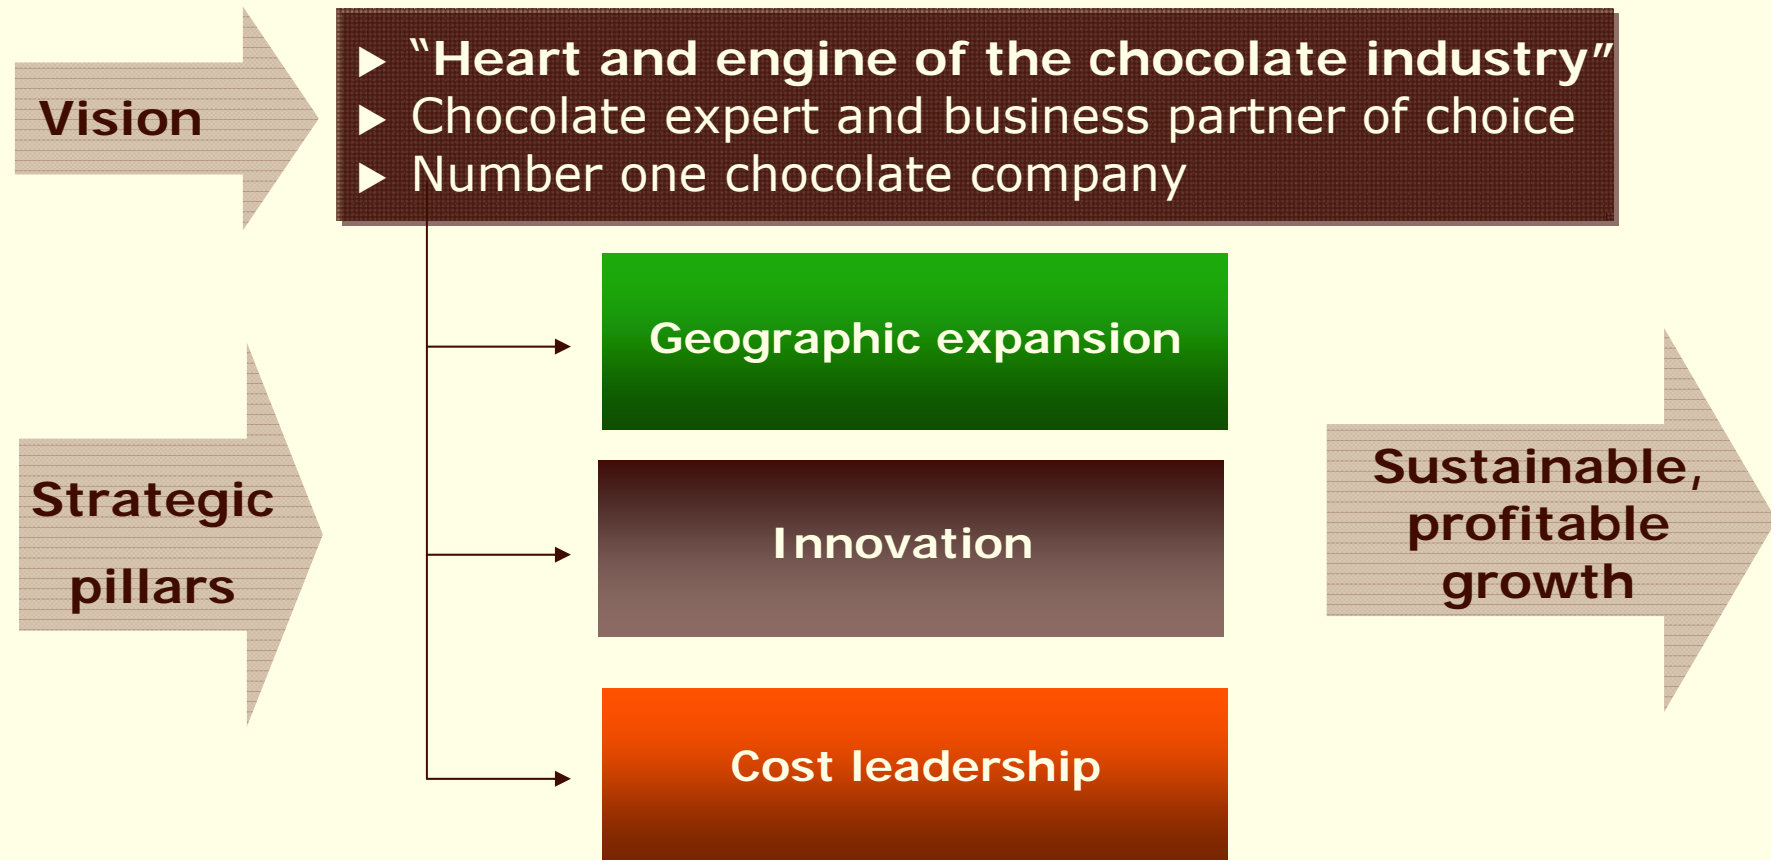 Vision
▶ “Heart and engine of the chocolate industry”
▶ Chocolate expert and business partner of choice
▶ Number one chocolate company
Strategic
pillars
Geographic expansion
Innovation
Cost leadership
Sustainable,
profitable
growth